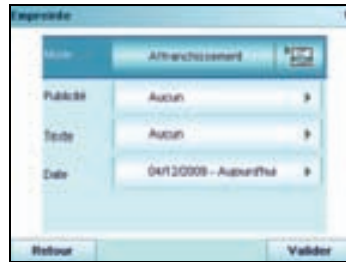 Empreinte
Mode Affranchissement
Publicité Aucun
Texte Aucun
Date 04/12/2009 - Aujourd'hui
Retour Valider